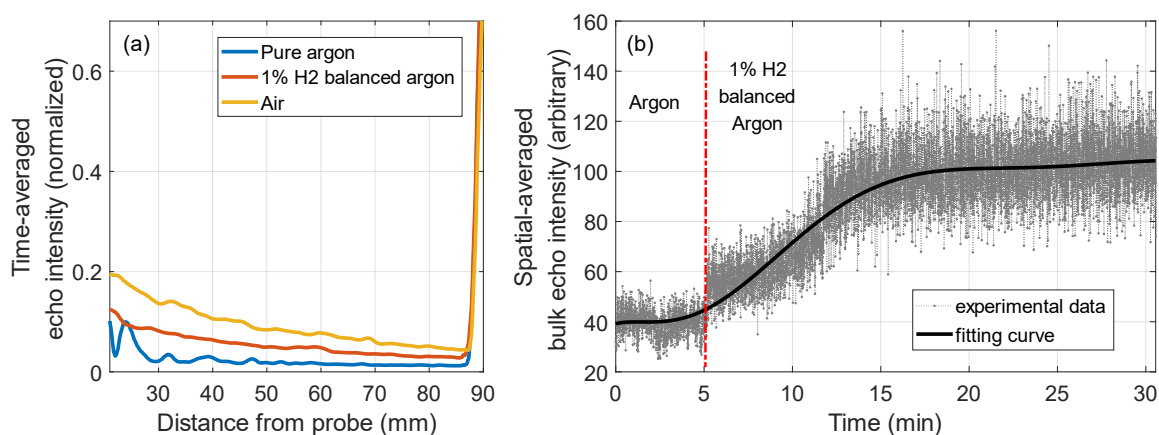 (a)
Pure argon
1% H2 balanced argon
Air
Time-averaged
echo intensity (normalized)
0.6
0.4
0.2
0
30
40
50
60
70
80
90
Distance from probe (mm)
(b)
Argon
1% H2
balanced
Argon
experimental data
fitting curve
Spatial-averaged
bulk echo intensity (arbitrary)
160
140
120
100
80
60
40
20
0
5
10
15
20
25
30
Time (min)